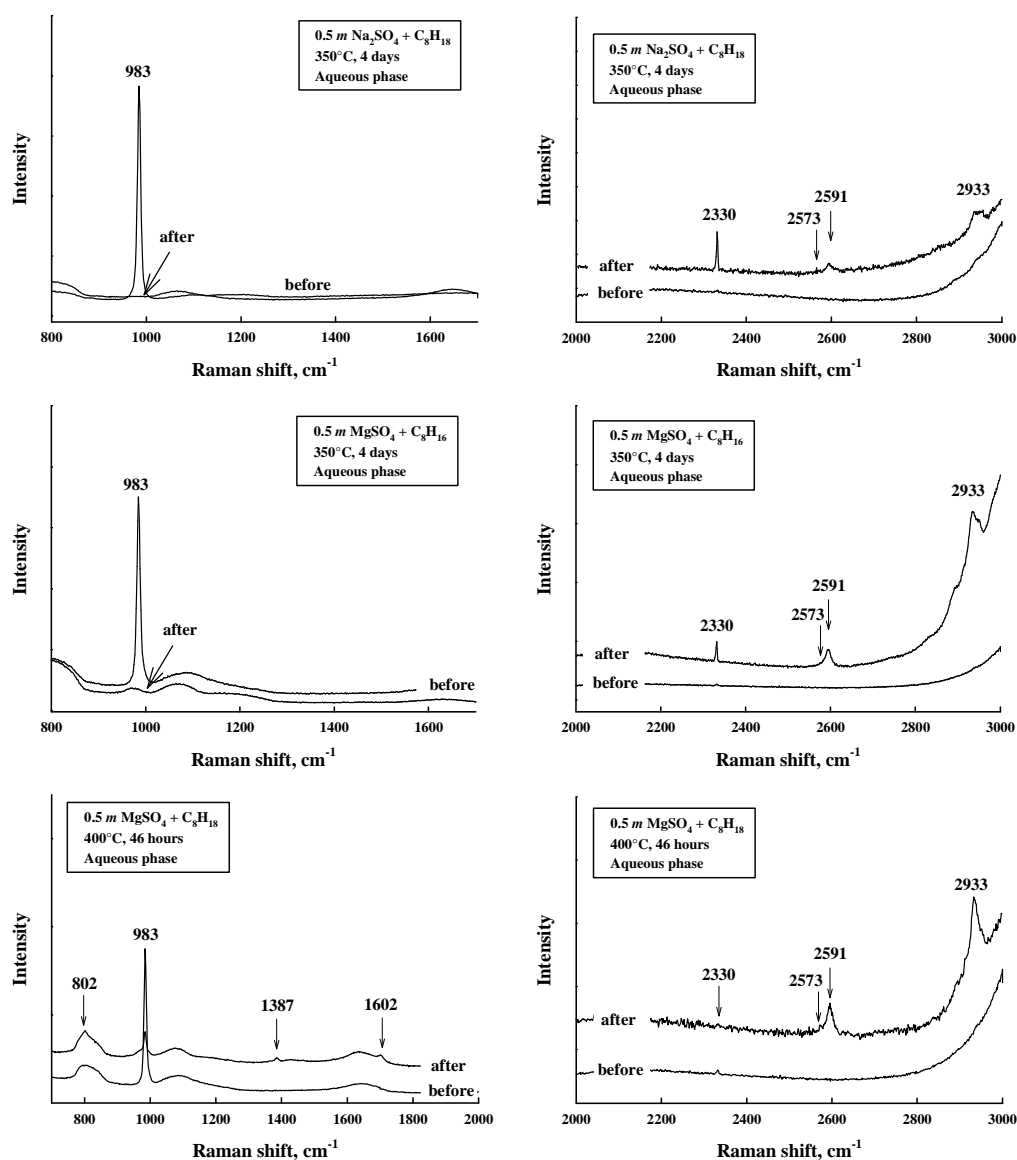 0.5 m Na₂SO₄ + C₈H₁₈
350°C, 4 days
Aqueous phase
983
after
before
Intensity
800 1000 1200 1400 1600
Raman shift, cm⁻¹
0.5 m Na₂SO₄ + C₈H₁₈
350°C, 4 days
Aqueous phase
2933
2591
2330
2573
after
before
Intensity
2000 2200 2400 2600 2800 3000
Raman shift, cm⁻¹
0.5 m MgSO₄ + C₈H₁₆
350°C, 4 days
Aqueous phase
983
after
before
Intensity
800 1000 1200 1400 1600
Raman shift, cm⁻¹
0.5 m MgSO₄ + C₈H₁₆
350°C, 4 days
Aqueous phase
2933
2591
2573
2330
after
before
Intensity
2000 2200 2400 2600 2800 3000
Raman shift, cm⁻¹
0.5 m MgSO₄ + C₈H₁₈
400°C, 46 hours
Aqueous phase
983
802
1387
1602
after
before
Intensity
800 1000 1200 1400 1600 1800 2000
Raman shift, cm⁻¹
0.5 m MgSO₄ + C₈H₁₈
400°C, 46 hours
Aqueous phase
2933
2591
2330
2573
after
before
Intensity
2000 2200 2400 2600 2800 3000
Raman shift, cm⁻¹